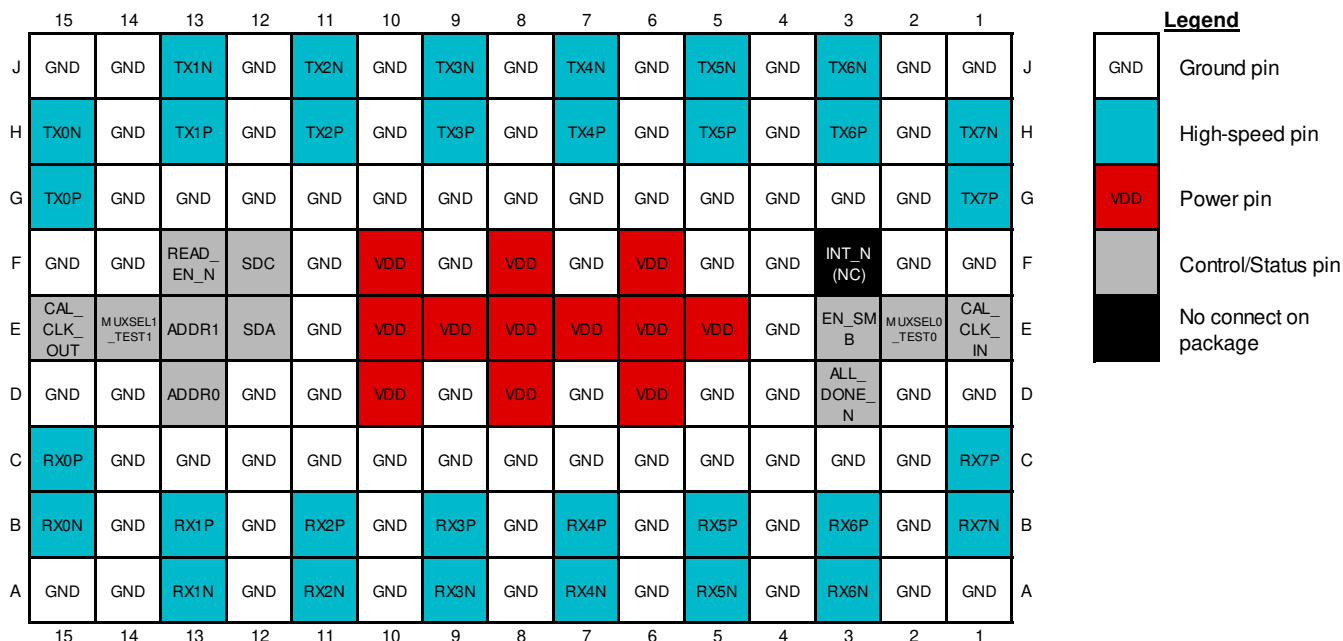 15 14 13 12 11 10 9 8 7 6 5 4 3 2 1
Legend
J GND GND TX1N GND TX2N GND TX3N GND TX4N GND TX5N GND TX6N GND GND J
GND Ground pin
H TX0N GND TX1P GND TX2P GND TX3P GND TX4P GND TX5P GND TX6P GND TX7N H
High-speed pin
G TX0P GND GND GND GND GND GND GND GND GND GND GND GND GND TX7P G
VDD Power pin
F GND GND READ_ EN_N SDC GND VDD GND VDD GND VDD GND GND INT_N (NC) GND GND F
Control/Status pin
E CAL_ CLK_ OUT MUXSEL1 _TEST1 ADDR1 SDA GND VDD VDD VDD VDD VDD VDD GND EN_SM B MUXSEL0 _TEST0 CAL_ CLK_ IN E
No connect on
package
D GND GND ADDR0 GND GND VDD GND VDD GND VDD GND GND ALL_ DONE_ N GND GND D
C RX0P GND GND GND GND GND GND GND GND GND GND GND GND GND RX7P C
B RX0N GND RX1P GND RX2P GND RX3P GND RX4P GND RX5P GND RX6P GND RX7N B
A GND GND RX1N GND RX2N GND RX3N GND RX4N GND RX5N GND RX6N GND GND A
15 14 13 12 11 10 9 8 7 6 5 4 3 2 1